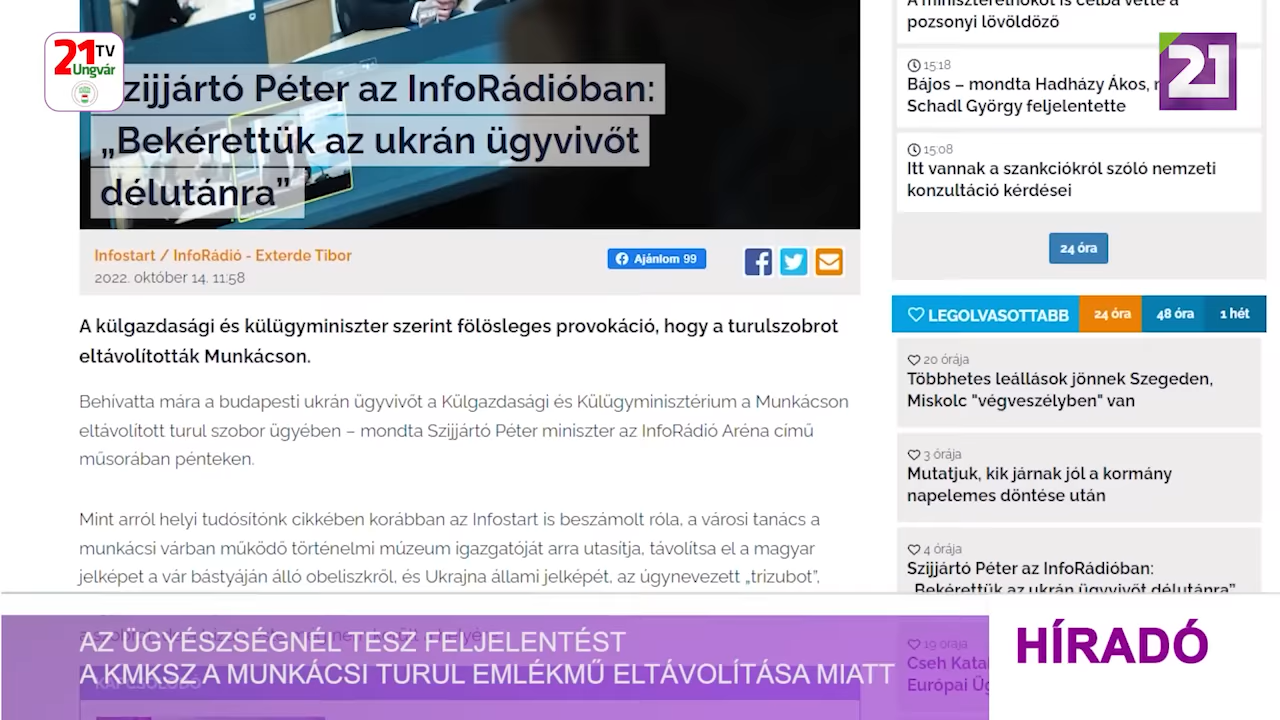 21 TV
Ungvár
Szijjártó Péter az InfoRádióban:
„Bekérettük az ukrán ügyvivőt
délutánra”
Infostart / InfoRádió - Exterde Tibor
2022. október 14. 11:58
Ajánlom 99
A külgazdasági és külügyminiszter szerint fölösleges provokáció, hogy a turulszobrot
eltávolították Munkácson.
Behívatta mára a budapesti ukrán ügyvivőt a Külgazdasági és Külügyminisztérium a Munkácson
eltávolított turul szobor ügyében – mondta Szijjártó Péter miniszter az InfoRádió Aréna című
műsorában pénteken.
Mint arról helyi tudósítónk cikkében korábban az Infostart is beszámolt róla, a városi tanács a
munkácsi várban működő történelmi múzeum igazgatóját arra utasítja, távolítsa el a magyar
jelképet a vár bástyáján álló obeliszkről, és Ukrajna állami jelképét, az úgynevezett „trizubot”,
A miniszterelnököt is célba vette a
pozsonyi lövöldöző
21
15:18
Bájos – mondta Hadházy Ákos,
Schadl György feljelentette
15:08
Itt vannak a szankciókról szóló nemzeti
konzultáció kérdései
24 óra
LEGOLVASOTTABB 24 óra 48 óra 1 hét
20 órája
Többhetes leállások jönnek Szegeden,
Miskolc "végveszélyben" van
3 órája
Mutatjuk, kik járnak jól a kormány
napelemes döntése után
4 órája
Szijjártó Péter az InfoRádióban:
„Bekérettük az ukrán ügyvivőt délutánra”
19 órája
Cseh Kata
Európai Üg
AZ ÜGYÉSZSÉGNÉL TESZ FELJELENTÉST
A KMKSZ A MUNKÁCSI TURUL EMLÉKMŰ ELTÁVOLÍTÁSA MIATT
KAPCSOLÓDÓ
HÍRADÓ